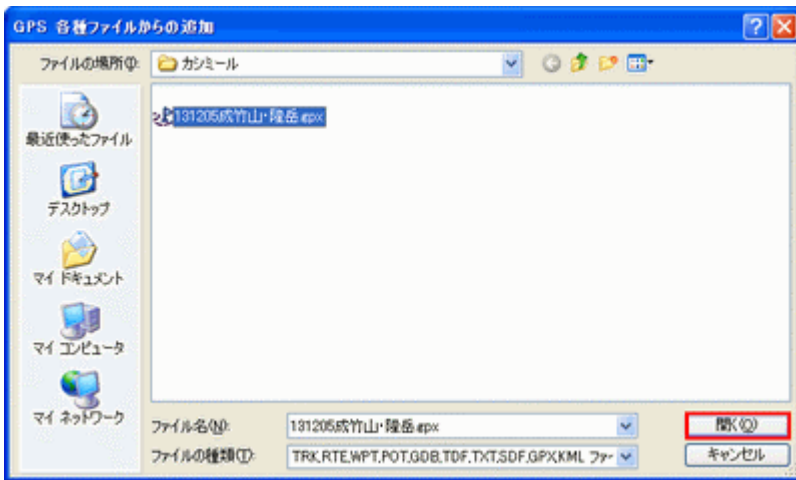 GPS 各種ファイルからの追加
ファイルの場所(I):
カシミール
131205成竹山・隆岳.gpx
最近使ったファイル
デスクトップ
マイ ドキュメント
マイ コンピュータ
マイ ネットワーク
ファイル名(N):
131205成竹山・隆岳.gpx
開く(O)
ファイルの種類(T):
TRK,RTE,WPT,POT,GDB,TDF,TXT,SDF,GPX,KML ファ
キャンセル